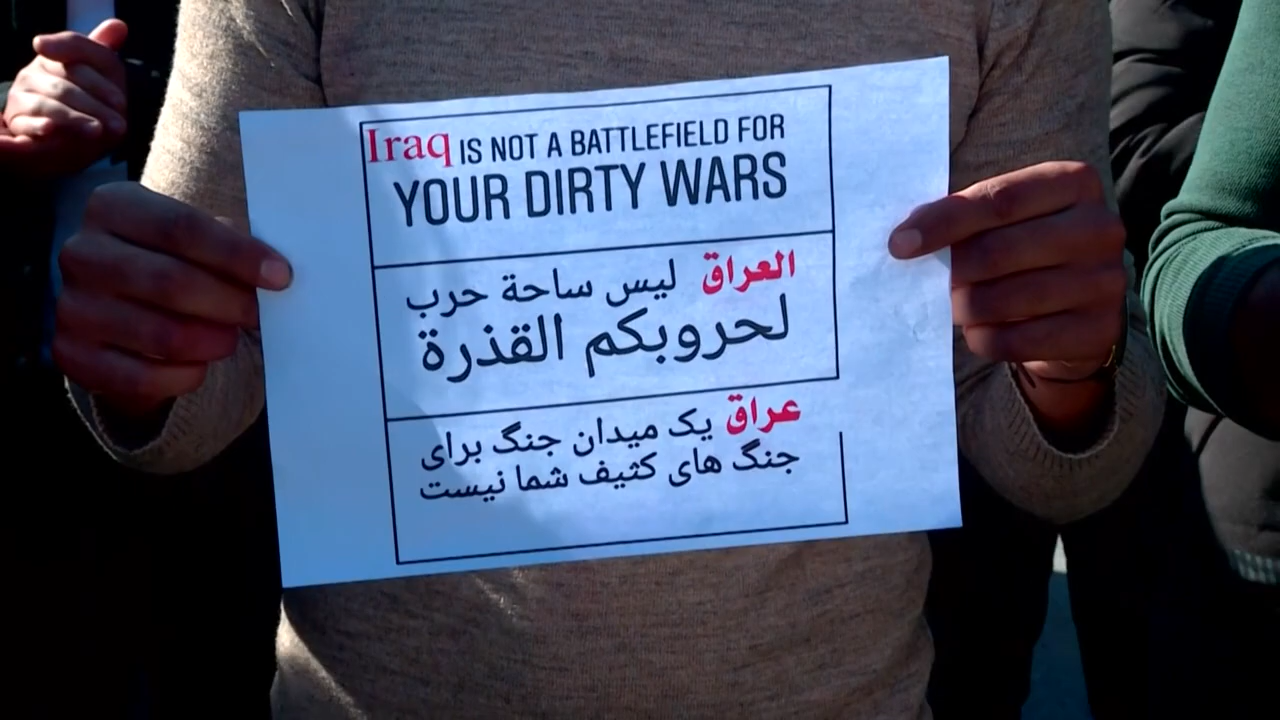 Iraq IS NOT A BATTLEFIELD FOR
YOUR DIRTY WARS
العراق ليس ساحة حرب
لحروبكم القذرة
عراق یک میدان جنگ برای
جنگ های کثیف شما نیست